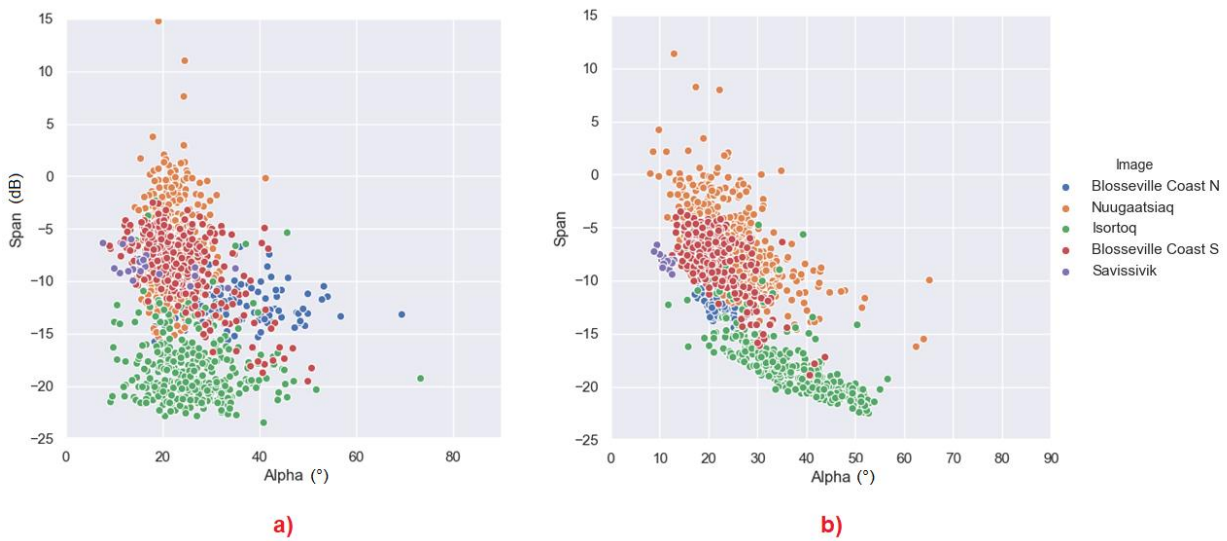 15
10
5
0
−5
−10
−15
−20
−25
Span (dB)
0 20 40 60 80
Alpha (°)
a)
15
10
5
0
−5
−10
−15
−20
−25
Span
0 10 20 30 40 50 60 70 80 90
Alpha (°)
b)
Image
Blosseville Coast N
Nuugaatsiaq
Isortoq
Blosseville Coast S
Savissivik